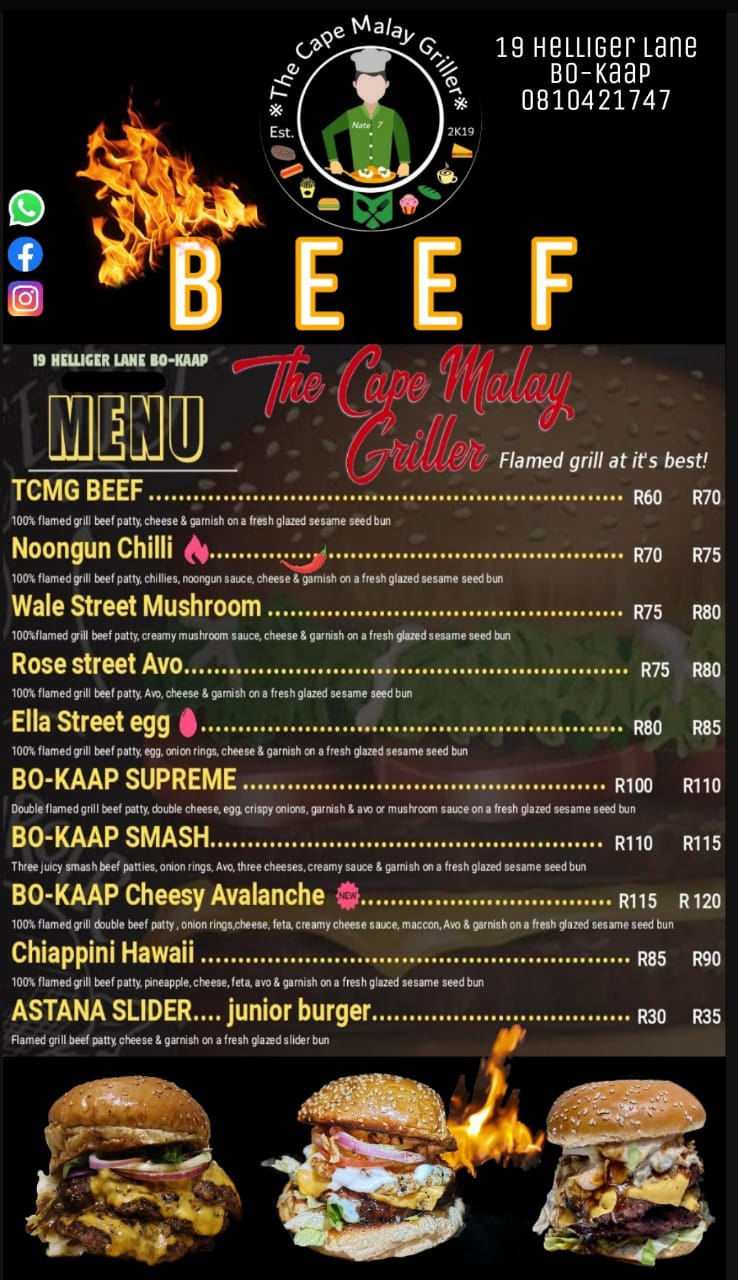 ※The Cape Malay Griller※
Est. 2K19
Nate 7
19 Helliger Lane
Bo-Kaap
0810421747
BEEF
19 HELLIGER LANE BO-KAAP
MENU
The Cape Malay
Griller
Flamed grill at it's best!
TCMG BEEF ........ R60 R70
100% flamed grill beef patty, cheese & garnish on a fresh glazed sesame seed bun
Noongun Chilli ........ R70 R75
100% flamed grill beef patty, chillies, noongun sauce, cheese & garnish on a fresh glazed sesame seed bun
Wale Street Mushroom ........ R75 R80
100%flamed grill beef patty, creamy mushroom sauce, cheese & garnish on a fresh glazed sesame seed bun
Rose street Avo........ R75 R80
100% flamed grill beef patty, Avo, cheese & garnish on a fresh glazed sesame seed bun
Ella Street egg ........ R80 R85
100% flamed grill beef patty, egg, onion rings, cheese & garnish on a fresh glazed sesame seed bun
BO-KAAP SUPREME ........ R100 R110
Double flamed grill beef patty, double cheese, egg, crispy onions, garnish & avo or mushroom sauce on a fresh glazed sesame seed bun
BO-KAAP SMASH........ R110 R115
Three juicy smash beef patties, onion rings, Avo, three cheeses, creamy sauce & garnish on a fresh glazed sesame seed bun
BO-KAAP Cheesy Avalanche NEW ........ R115 R 120
100% flamed grill double beef patty , onion rings,cheese, feta, creamy cheese sauce, maccon, Avo & garnish on a fresh glazed sesame seed bun
Chiappini Hawaii ........ R85 R90
100% flamed grill beef patty, pineapple, cheese, feta, avo & garnish on a fresh glazed sesame seed bun
ASTANA SLIDER.... junior burger........ R30 R35
Flamed grill beef patty, cheese & garnish on a fresh glazed slider bun